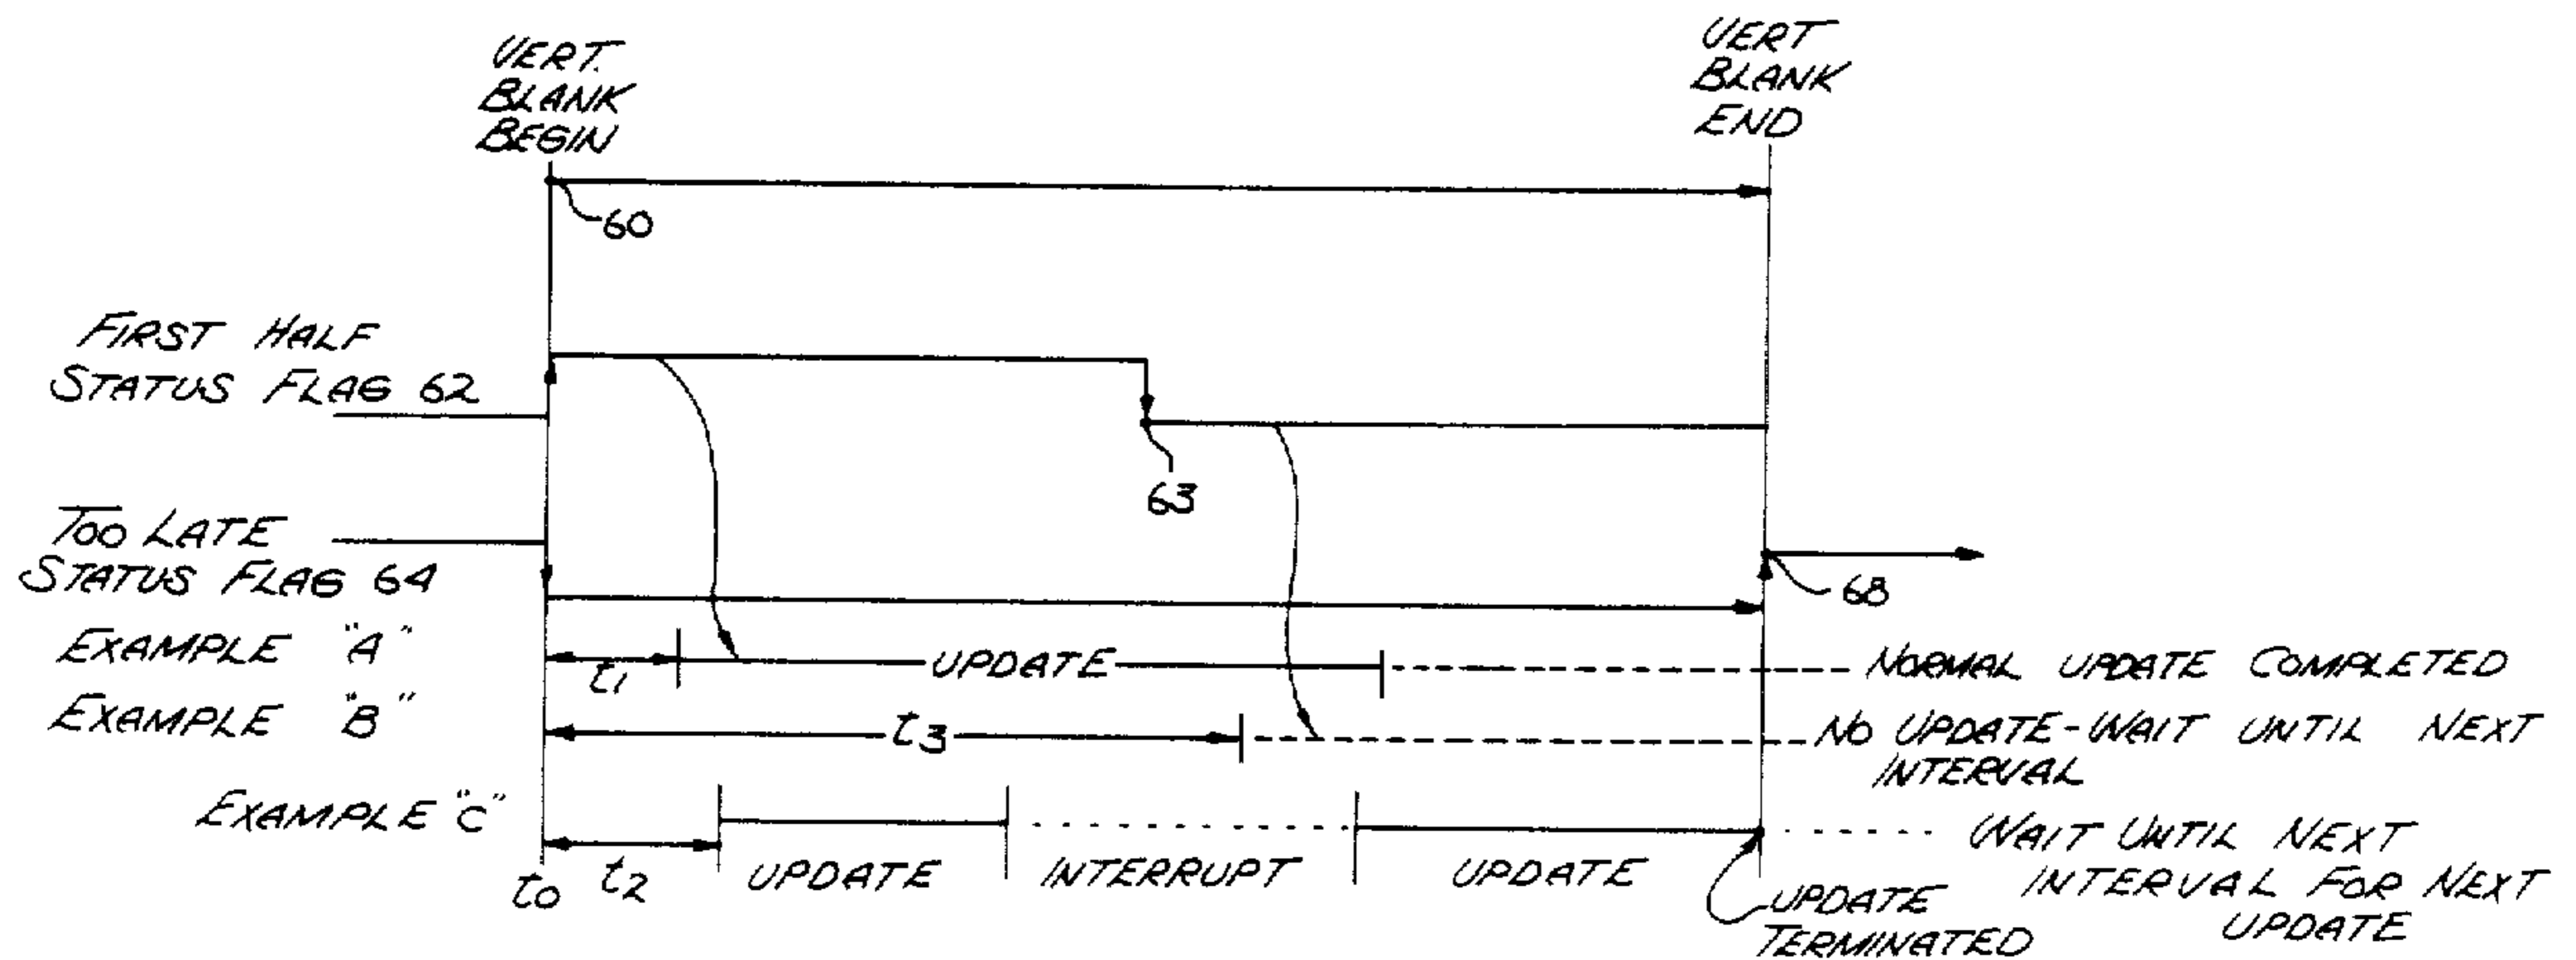 VERT.
BLANK
BEGIN
VERT
BLANK
END
60
FIRST HALF
STATUS FLAG 62
63
TOO LATE
STATUS FLAG 64
68
EXAMPLE "A"
t1
UPDATE
NORMAL UPDATE COMPLETED
EXAMPLE "B"
t3
NO UPDATE-WAIT UNTIL NEXT
INTERVAL
EXAMPLE "C"
t0
t2
UPDATE
INTERRUPT
UPDATE
UPDATE
TERMINATED
WAIT UNTIL NEXT
INTERVAL FOR NEXT
UPDATE